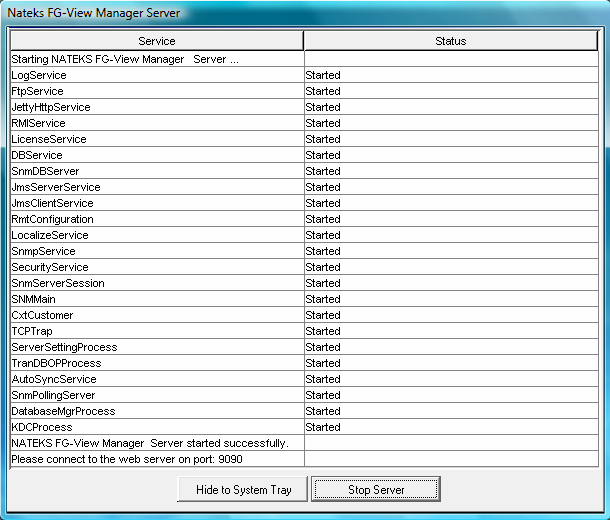 Nateks FG-View Manager Server
Service Status
Starting NATEKS FG-View Manager Server ...
LogService Started
FtpService Started
JettyHttpService Started
RMIService Started
LicenseService Started
DBService Started
SnmDBServer Started
JmsServerService Started
JmsClientService Started
RmtConfiguration Started
LocalizeService Started
SnmpService Started
SecurityService Started
SnmServerSession Started
SNMMain Started
CxtCustomer Started
TCPTrap Started
ServerSettingProcess Started
TranDBOPProcess Started
AutoSyncService Started
SnmPollingServer Started
DatabaseMgrProcess Started
KDCProcess Started
NATEKS FG-View Manager Server started successfully.
Please connect to the web server on port: 9090
Hide to System Tray Stop Server